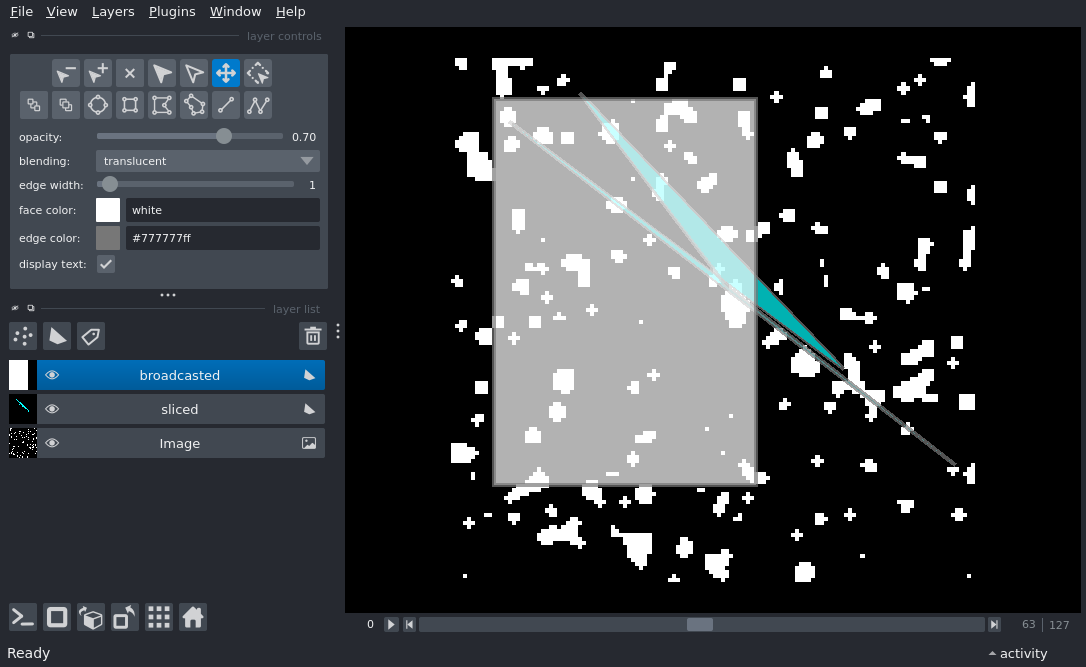 File View Layers Plugins Window Help
layer controls
opacity: 0.70
blending: translucent
edge width: 1
face color: white
edge color: #777777ff
display text:
layer list
broadcasted
sliced
Image
0 63 127
Ready activity